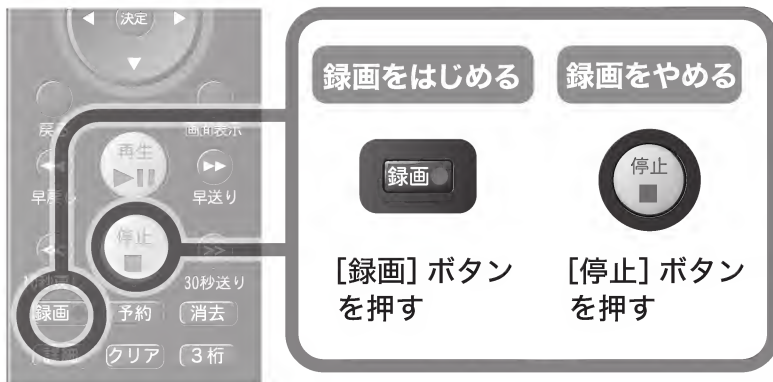 決定
戻る
画面表示
再生
早戻し
早送り
停止
30秒送り
録画
予約
消去
クリア
3桁
録画をはじめる
録画をやめる
録画
停止
[録画] ボタン
を押す
[停止] ボタン
を押す